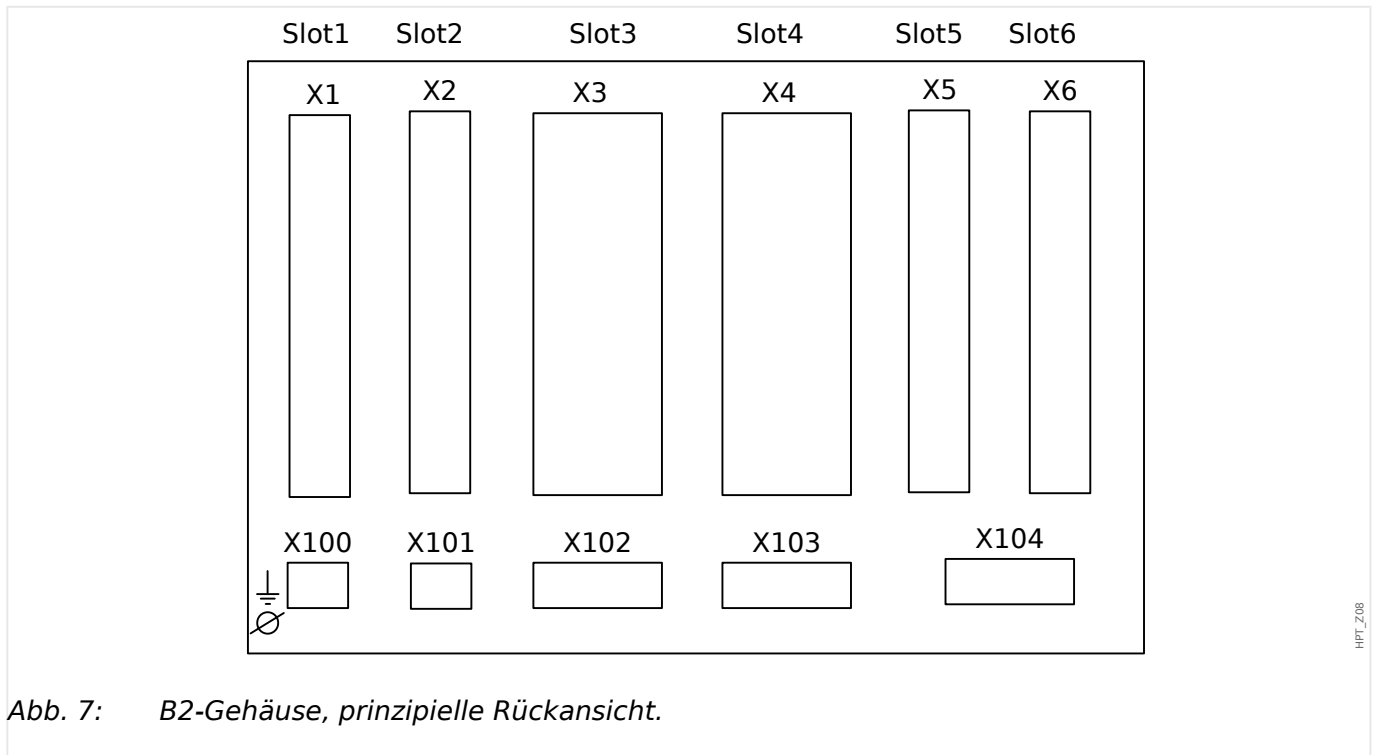 Slot1 Slot2 Slot3 Slot4 Slot5 Slot6
X1 X2 X3 X4 X5 X6
X100 X101 X102 X103 X104
HPT_Z08
Abb. 7: B2-Gehäuse, prinzipielle Rückansicht.